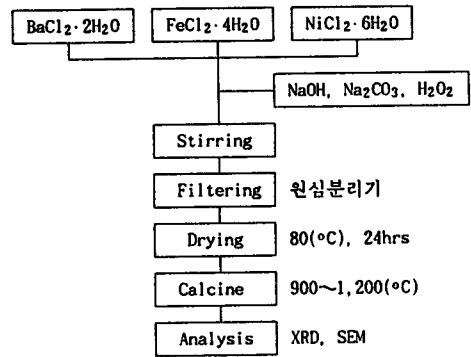 BaCl₂·2H₂O FeCl₂·4H₂O NiCl₂·6H₂O
NaOH, Na₂CO₃, H₂O₂
Stirring
Filtering 원심분리기
Drying 80(°C), 24hrs
Calcine 900~1,200(°C)
Analysis XRD, SEM